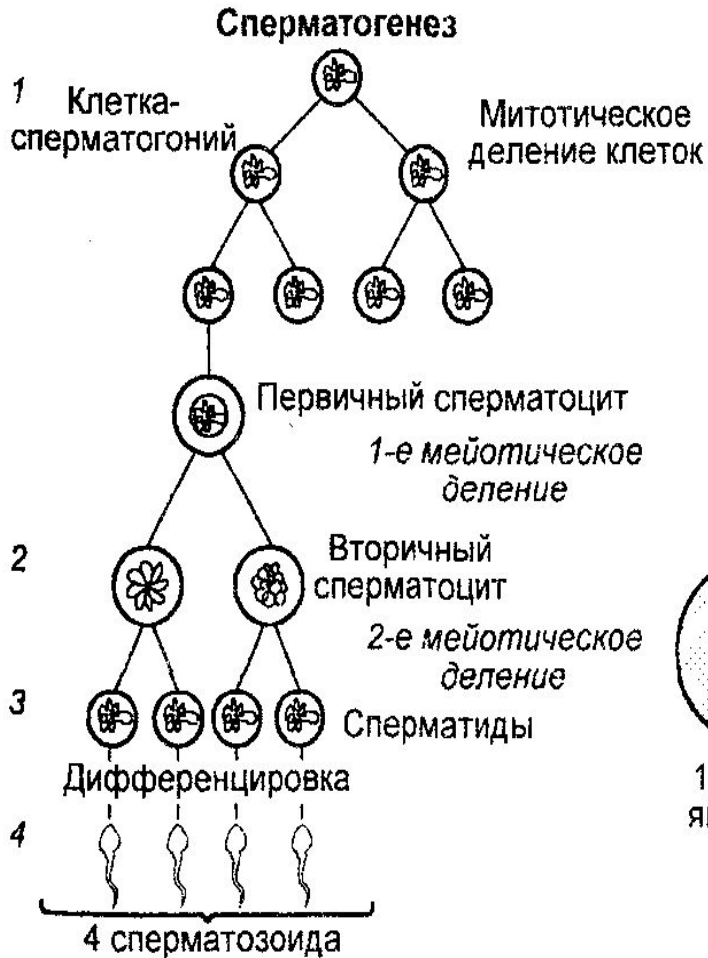 Сперматогенез
1
Клетка-
сперматогоний
Митотическое
деление клеток
Первичный сперматоцит
1-е мейотическое
деление
2
Вторичный
сперматоцит
2-е мейотическое
деление
3
Сперматиды
Дифференцировка
4
4 сперматозоида
1